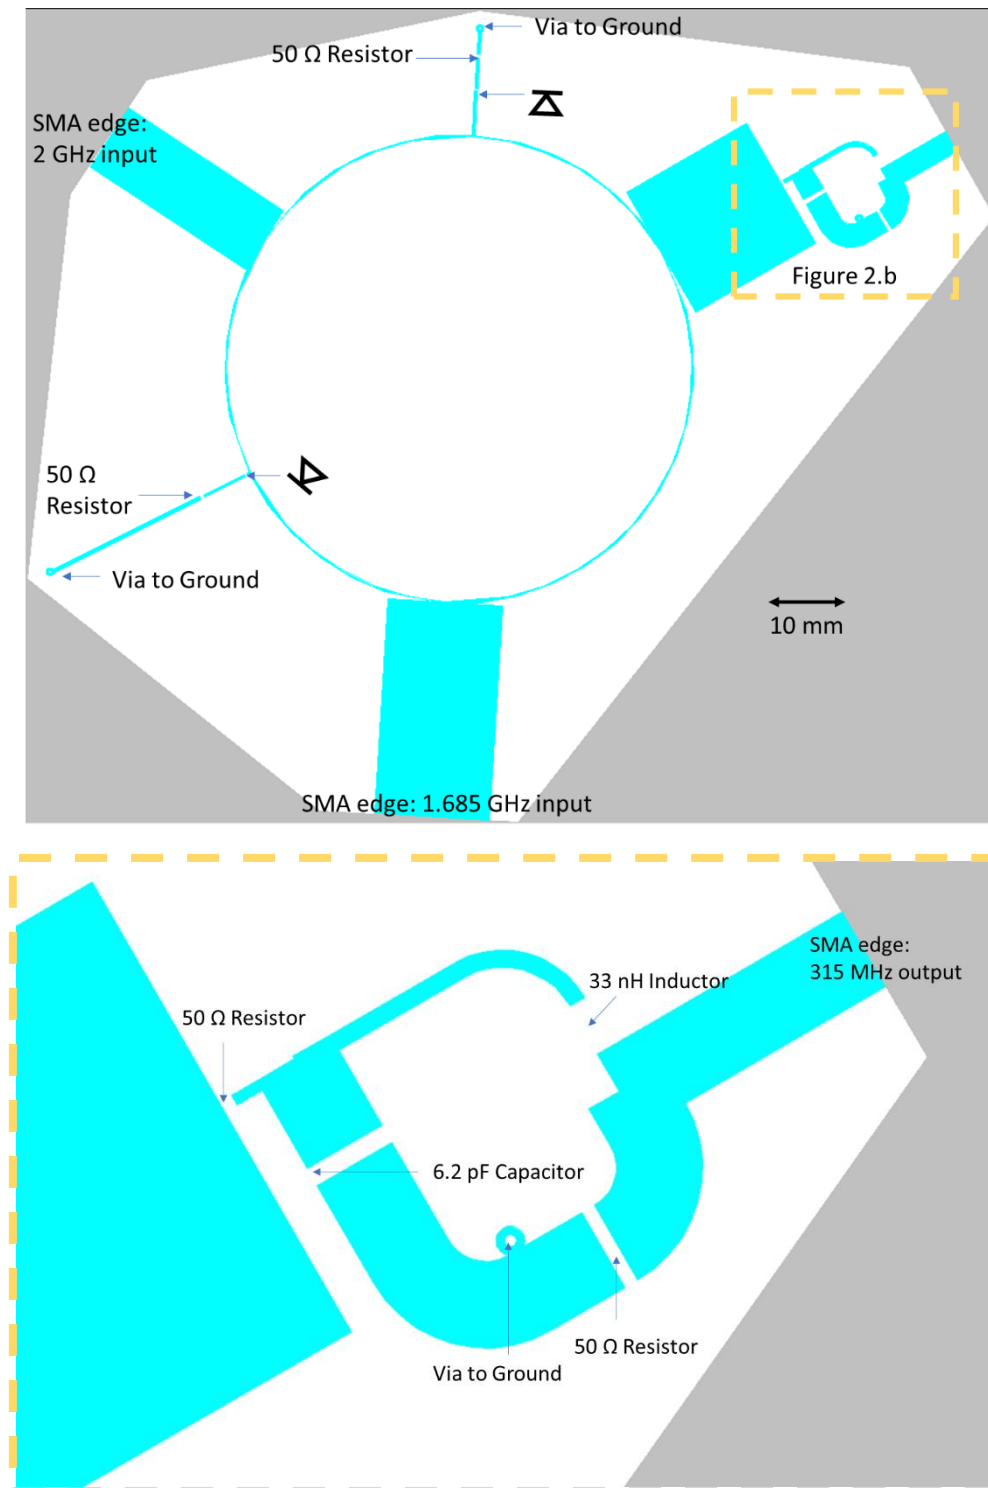 Via to Ground
50 Ω Resistor
SMA edge:
2 GHz input
Figure 2.b
50 Ω
Resistor
Via to Ground
10 mm
SMA edge: 1.685 GHz input
SMA edge:
315 MHz output
33 nH Inductor
50 Ω Resistor
6.2 pF Capacitor
50 Ω Resistor
Via to Ground